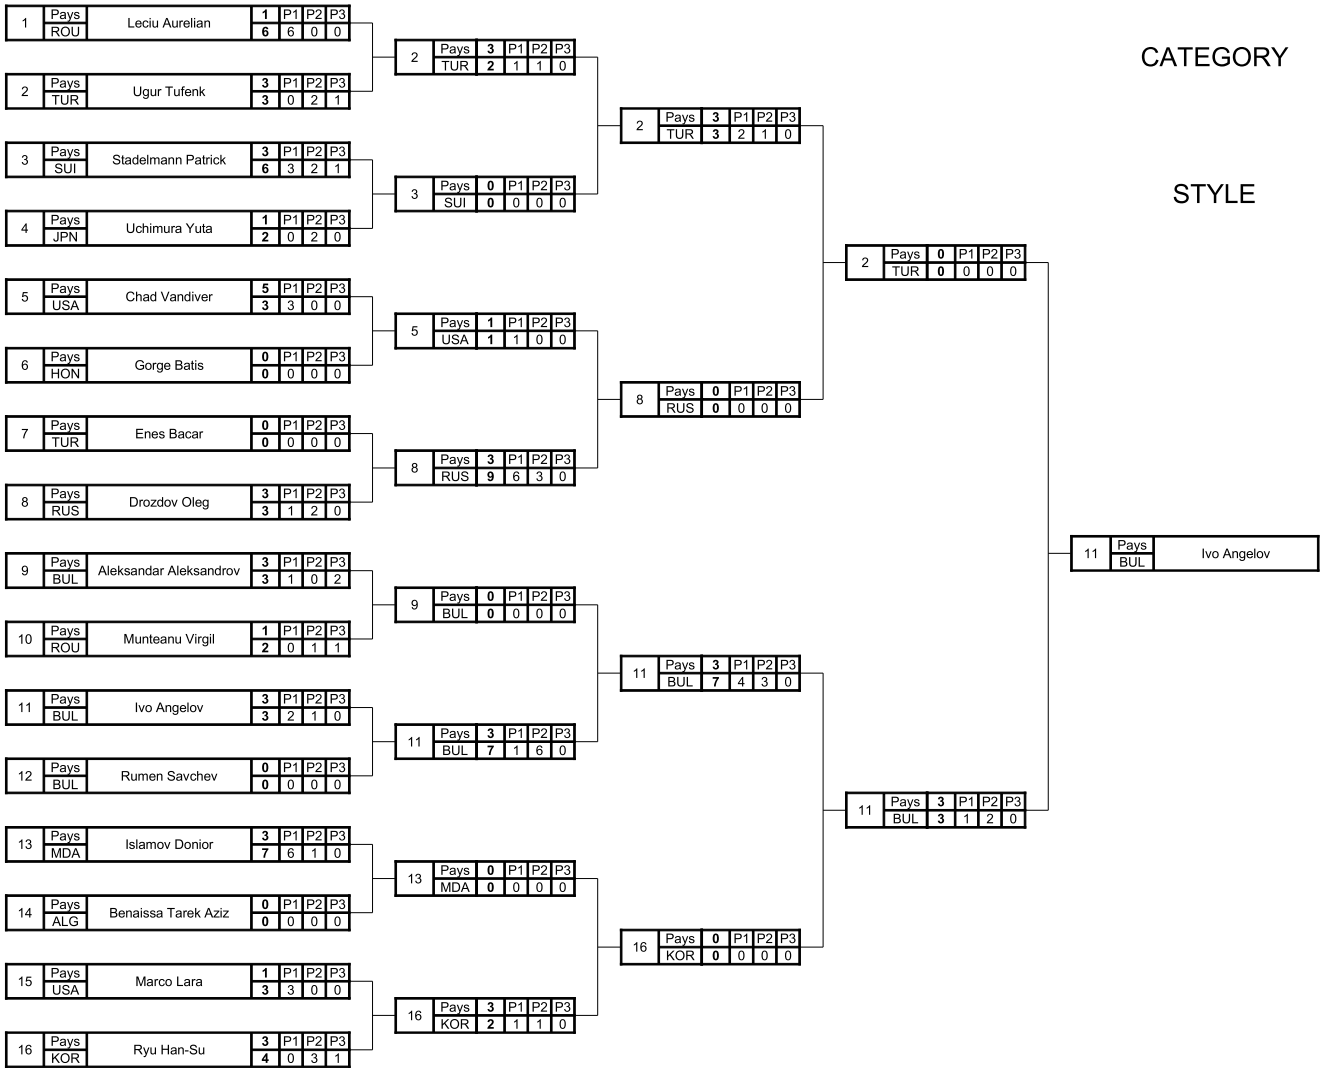 1 Pays Leciu Aurelian 1 P1 P2 P3
ROU 6 6 0 0
2 Pays 3 P1 P2 P3
TUR 2 1 1 0
CATEGORY
2 Pays Ugur Tufenk 3 P1 P2 P3
TUR 3 0 2 1
2 Pays 3 P1 P2 P3
TUR 3 2 1 0
3 Pays Stadelmann Patrick 3 P1 P2 P3
SUI 6 3 2 1
3 Pays 0 P1 P2 P3
SUI 0 0 0 0
STYLE
4 Pays Uchimura Yuta 1 P1 P2 P3
JPN 2 0 2 0
2 Pays 0 P1 P2 P3
TUR 0 0 0 0
5 Pays Chad Vandiver 5 P1 P2 P3
USA 3 3 0 0
5 Pays 1 P1 P2 P3
USA 1 1 0 0
6 Pays Gorge Batis 0 P1 P2 P3
HON 0 0 0 0
8 Pays 0 P1 P2 P3
RUS 0 0 0 0
7 Pays Enes Bacar 0 P1 P2 P3
TUR 0 0 0 0
8 Pays 3 P1 P2 P3
RUS 9 6 3 0
8 Pays Drozdov Oleg 3 P1 P2 P3
RUS 3 1 2 0
11 Pays Ivo Angelov
BUL
9 Pays Aleksandar Aleksandrov 3 P1 P2 P3
BUL 3 1 0 2
9 Pays 0 P1 P2 P3
BUL 0 0 0 0
10 Pays Munteanu Virgil 1 P1 P2 P3
ROU 2 0 1 1
11 Pays 3 P1 P2 P3
BUL 7 4 3 0
11 Pays Ivo Angelov 3 P1 P2 P3
BUL 3 2 1 0
11 Pays 3 P1 P2 P3
BUL 7 1 6 0
12 Pays Rumen Savchev 0 P1 P2 P3
BUL 0 0 0 0
11 Pays 3 P1 P2 P3
BUL 3 1 2 0
13 Pays Islamov Donior 3 P1 P2 P3
MDA 7 6 1 0
13 Pays 0 P1 P2 P3
MDA 0 0 0 0
14 Pays Benaissa Tarek Aziz 0 P1 P2 P3
ALG 0 0 0 0
16 Pays 0 P1 P2 P3
KOR 0 0 0 0
15 Pays Marco Lara 1 P1 P2 P3
USA 3 3 0 0
16 Pays 3 P1 P2 P3
KOR 2 1 1 0
16 Pays Ryu Han-Su 3 P1 P2 P3
KOR 4 0 3 1